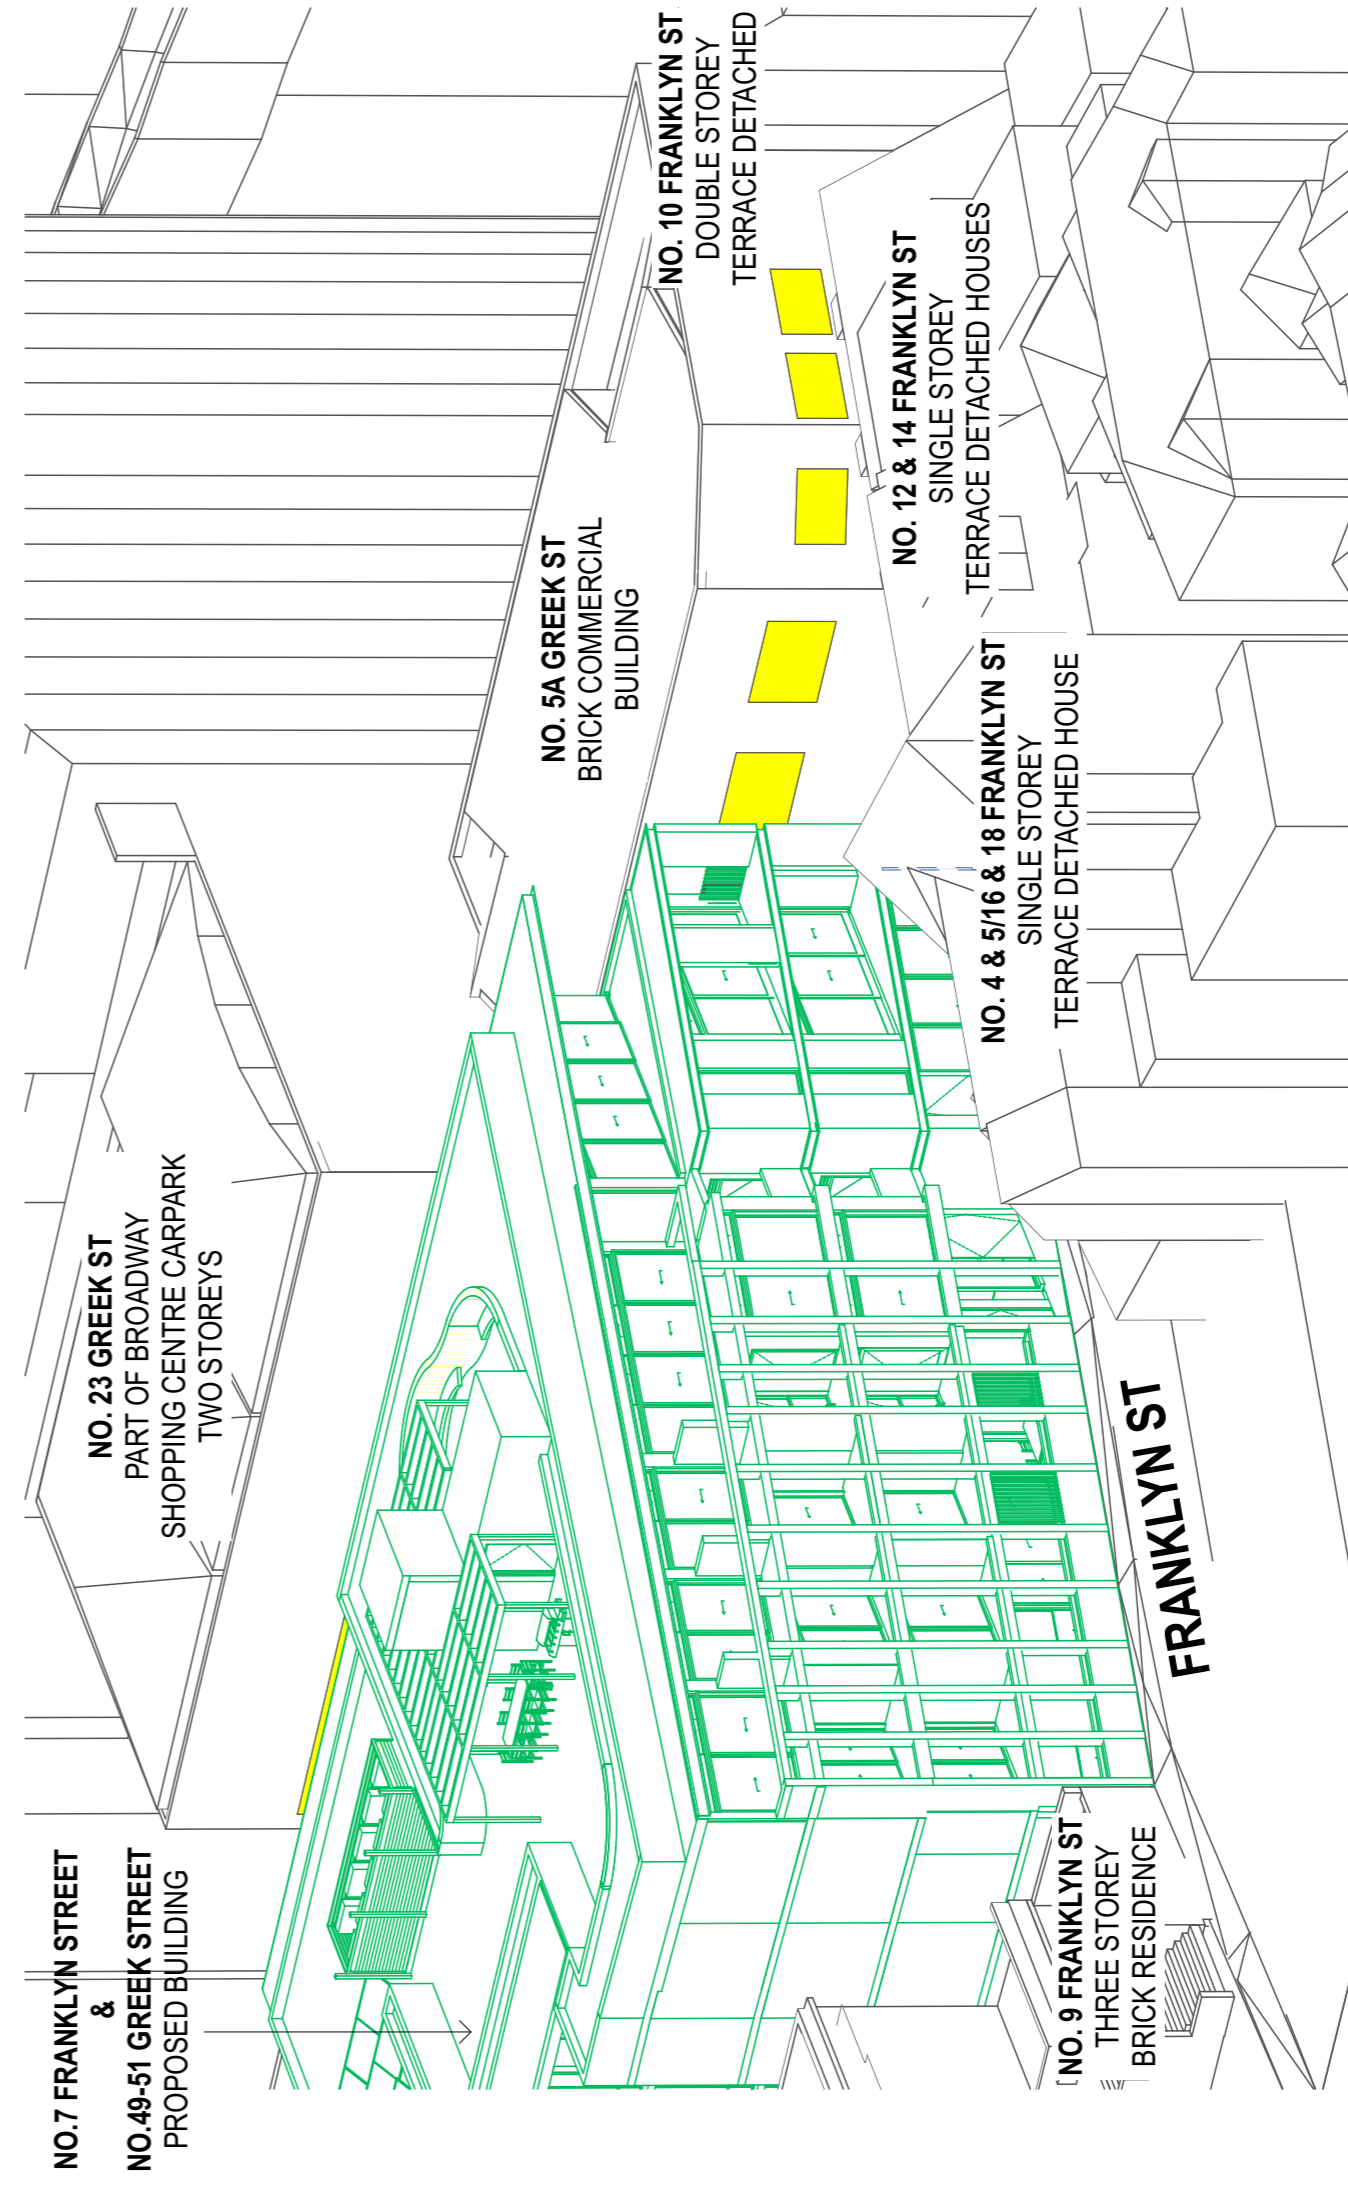 NO.7 FRANKLYN STREET
&
NO.49-51 GREEK STREET
PROPOSED BUILDING
NO. 23 GREEK ST
PART OF BROADWAY
SHOPPING CENTRE CARPARK
TWO STOREYS
NO. 5A GREEK ST
BRICK COMMERCIAL
BUILDING
NO. 10 FRANKLYN ST
DOUBLE STOREY
TERRACE DETACHED
NO. 12 & 14 FRANKLYN ST
SINGLE STOREY
TERRACE DETACHED HOUSES
NO. 4 & 5/16 & 18 FRANKLYN ST
SINGLE STOREY
TERRACE DETACHED HOUSE
FRANKLYN ST
NO. 9 FRANKLYN ST
THREE STOREY
BRICK RESIDENCE